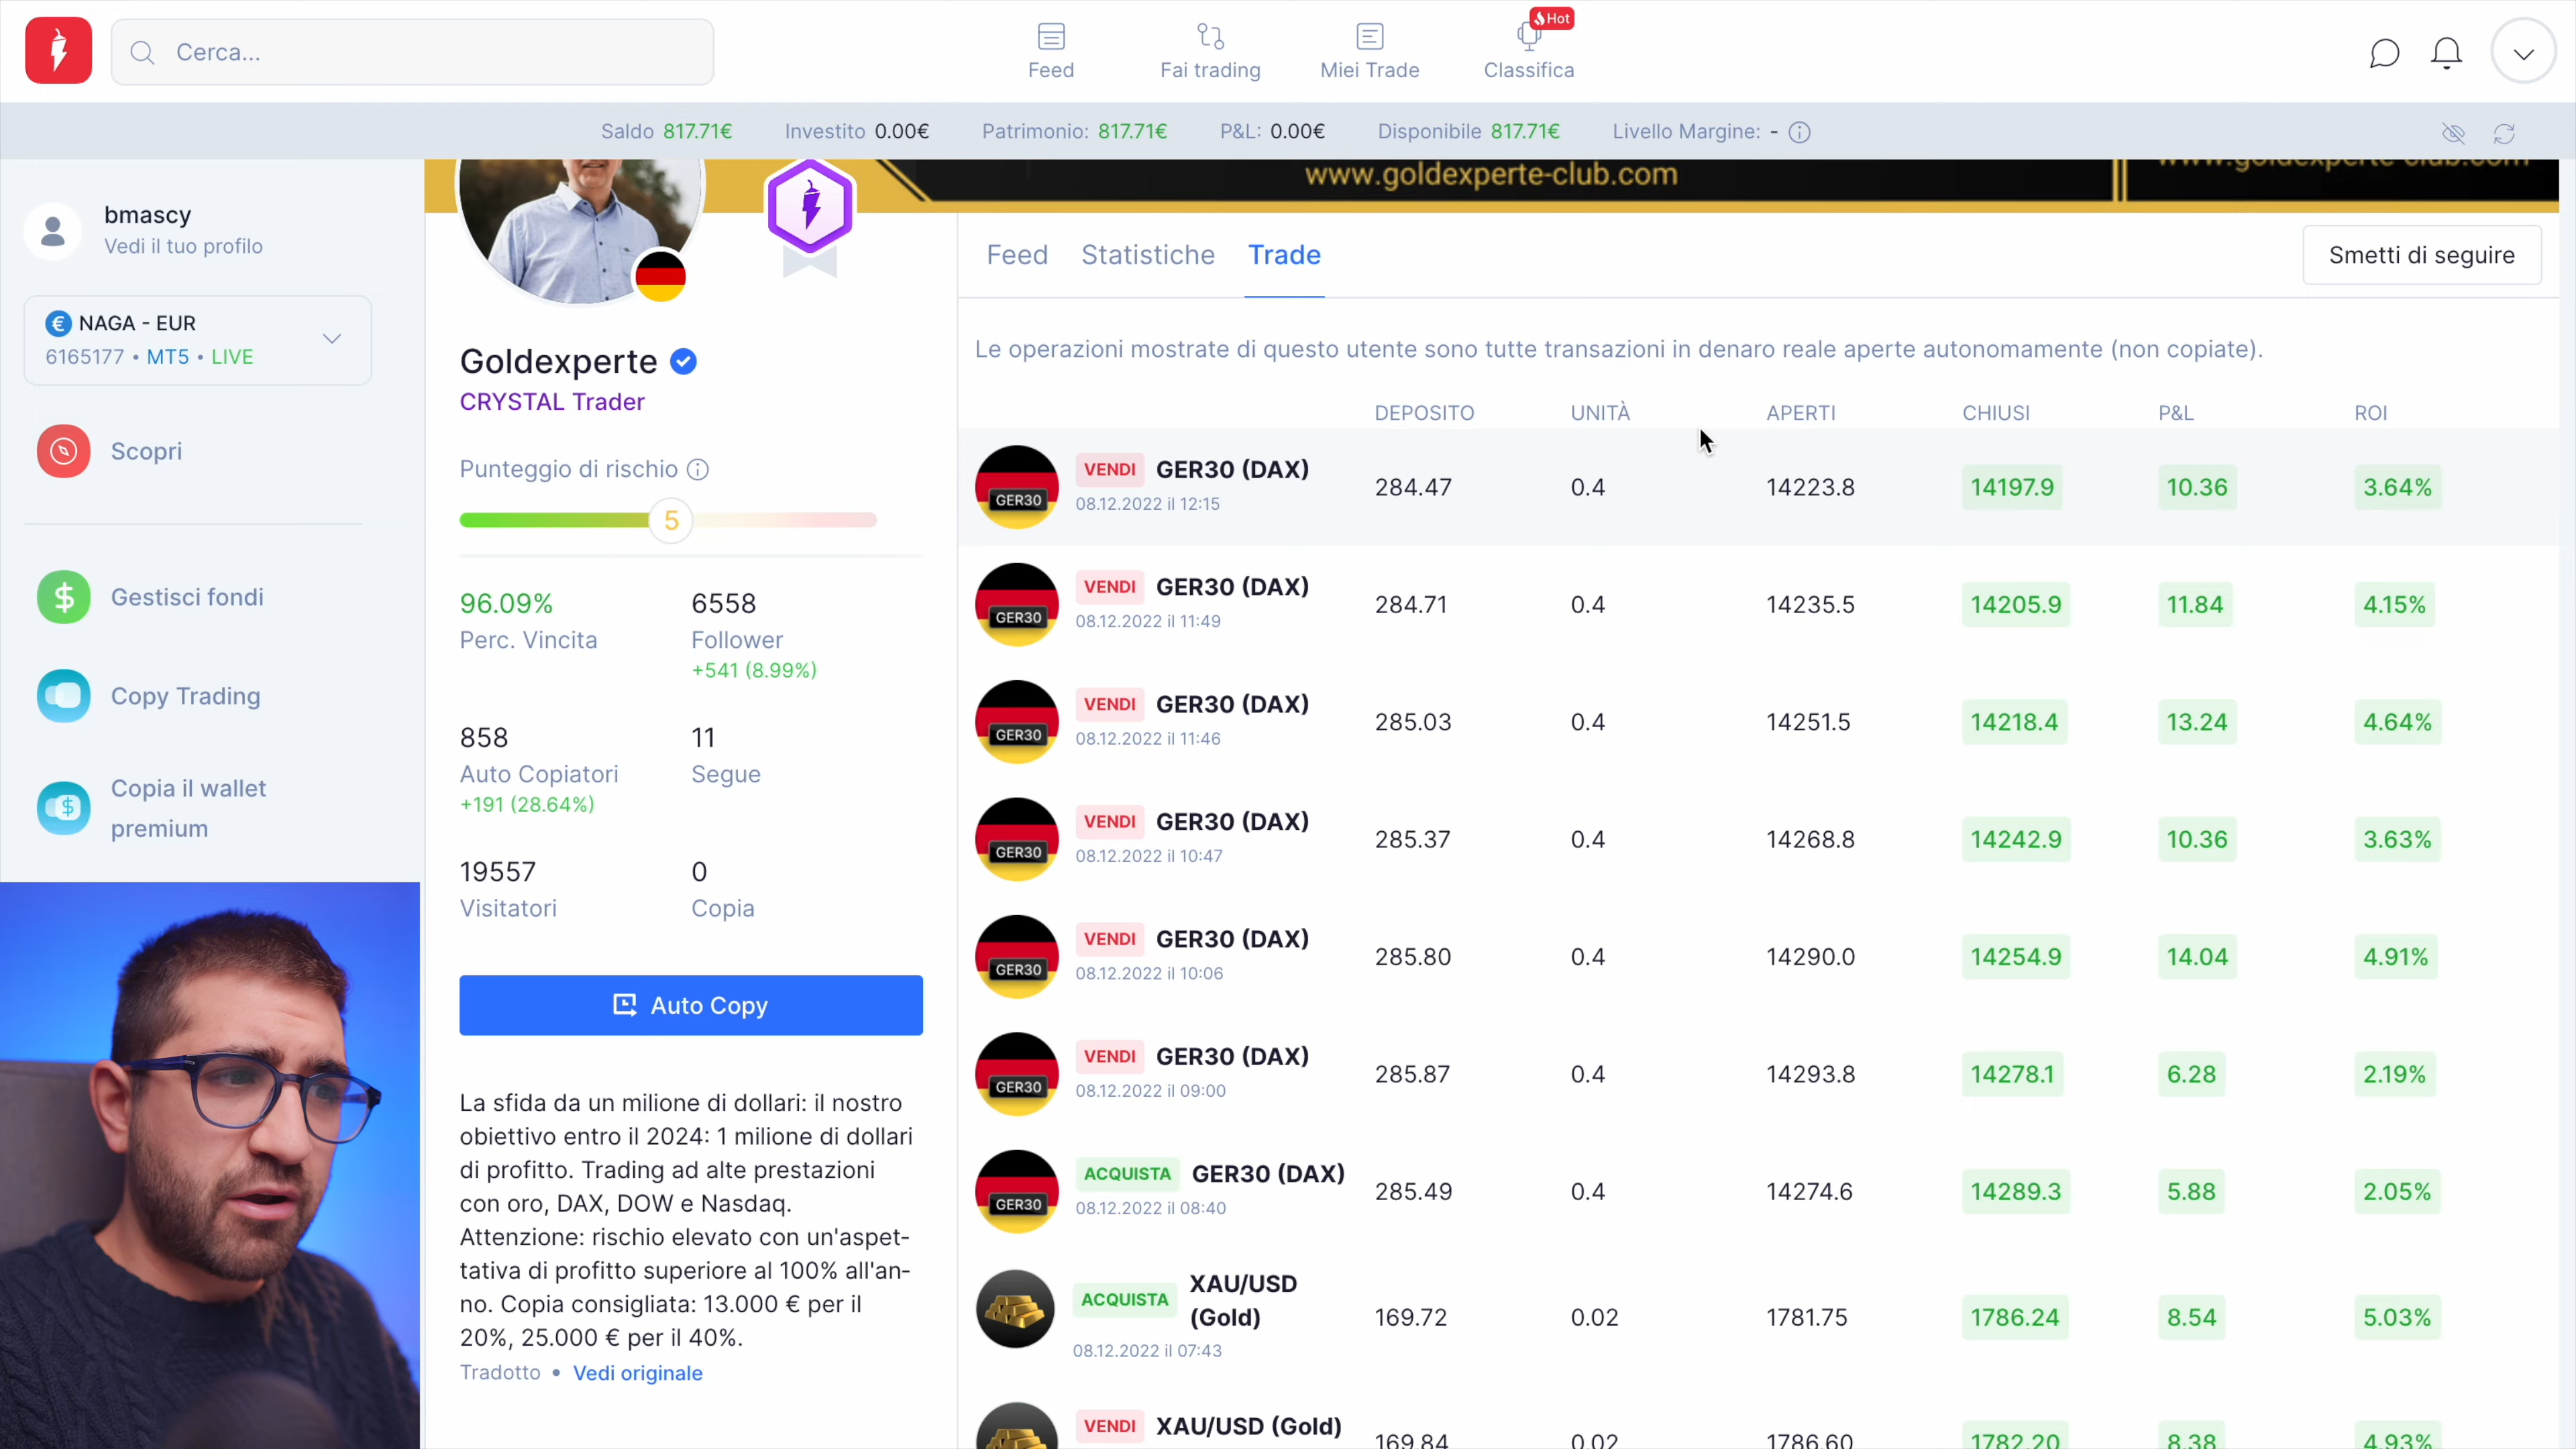 Cerca...
Feed
Fai trading
Miei Trade
Hot
Classifica
Saldo 817.71€ Investito 0.00€ Patrimonio: 817.71€ P&L: 0.00€ Disponibile 817.71€ Livello Margine: -
bmascy
Vedi il tuo profilo
€ NAGA - EUR
6165177 • MT5 • LIVE
Scopri
$ Gestisci fondi
Copy Trading
$ Copia il wallet
premium
www.goldexperte-club.com
www.goldexperte-club.com
Goldexperte
CRYSTAL Trader
Punteggio di rischio
5
96.09%
Perc. Vincita
6558
Follower
+541 (8.99%)
858
Auto Copiatori
+191 (28.64%)
11
Segue
19557
Visitatori
0
Copia
Auto Copy
La sfida da un milione di dollari: il nostro
obiettivo entro il 2024: 1 milione di dollari
di profitto. Trading ad alte prestazioni
con oro, DAX, DOW e Nasdaq.
Attenzione: rischio elevato con un'aspet-
tativa di profitto superiore al 100% all'an-
no. Copia consigliata: 13.000 € per il
20%, 25.000 € per il 40%.
Tradotto • Vedi originale
Feed Statistiche Trade
Smetti di seguire
Le operazioni mostrate di questo utente sono tutte transazioni in denaro reale aperte autonomamente (non copiate).
DEPOSITO UNITÀ APERTI CHIUSI P&L ROI
GER30 VENDI GER30 (DAX) 284.47 0.4 14223.8 14197.9 10.36 3.64%
08.12.2022 il 12:15
GER30 VENDI GER30 (DAX) 284.71 0.4 14235.5 14205.9 11.84 4.15%
08.12.2022 il 11:49
GER30 VENDI GER30 (DAX) 285.03 0.4 14251.5 14218.4 13.24 4.64%
08.12.2022 il 11:46
GER30 VENDI GER30 (DAX) 285.37 0.4 14268.8 14242.9 10.36 3.63%
08.12.2022 il 10:47
GER30 VENDI GER30 (DAX) 285.80 0.4 14290.0 14254.9 14.04 4.91%
08.12.2022 il 10:06
GER30 VENDI GER30 (DAX) 285.87 0.4 14293.8 14278.1 6.28 2.19%
08.12.2022 il 09:00
GER30 ACQUISTA GER30 (DAX) 285.49 0.4 14274.6 14289.3 5.88 2.05%
08.12.2022 il 08:40
ACQUISTA XAU/USD
(Gold) 169.72 0.02 1781.75 1786.24 8.54 5.03%
08.12.2022 il 07:43
VENDI XAU/USD (Gold) 169.84 0.02 1786.60 1782.20 8.38 4.93%